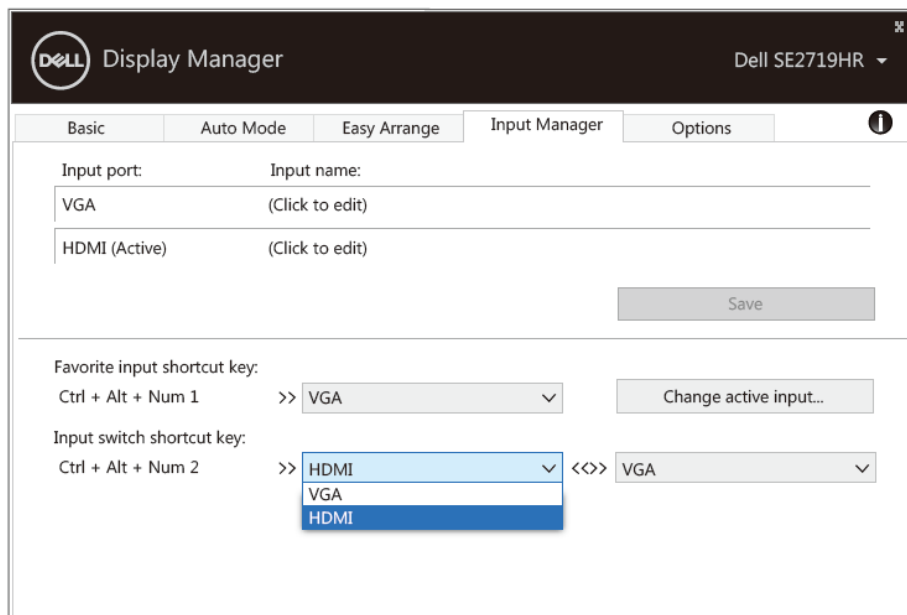 DELL Display Manager Dell SE2719HR
Basic Auto Mode Easy Arrange Input Manager Options i
Input port: Input name:
VGA (Click to edit)
HDMI (Active) (Click to edit)
Save
Favorite input shortcut key:
Ctrl + Alt + Num 1 >> VGA Change active input...
Input switch shortcut key:
Ctrl + Alt + Num 2 >> HDMI <<>> VGA
VGA
HDMI